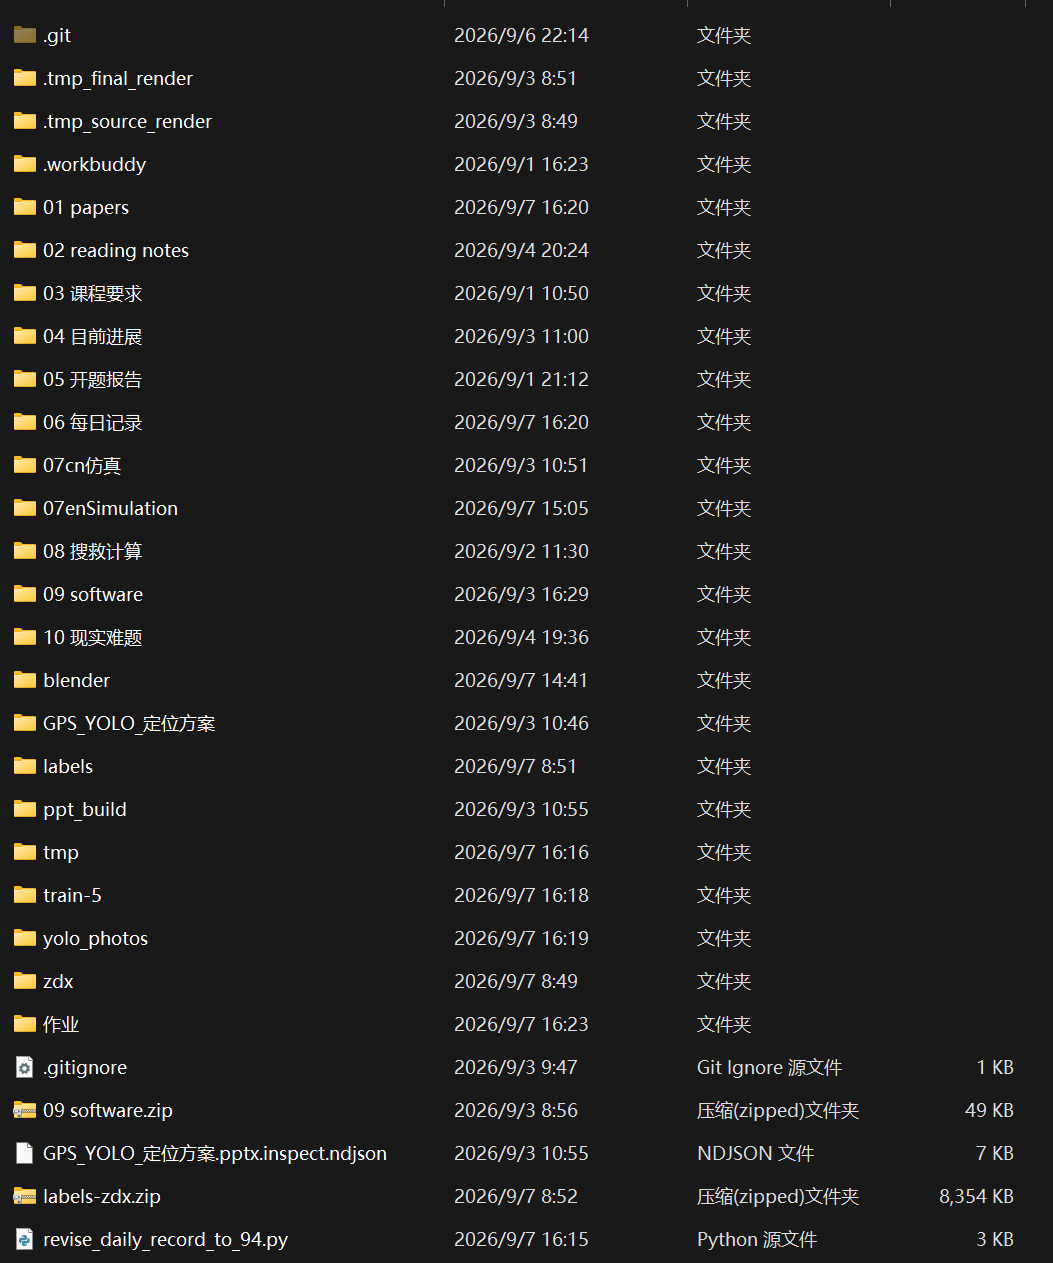 .git 2026/9/6 22:14 文件夹
.tmp_final_render 2026/9/3 8:51 文件夹
.tmp_source_render 2026/9/3 8:49 文件夹
.workbuddy 2026/9/1 16:23 文件夹
01 papers 2026/9/7 16:20 文件夹
02 reading notes 2026/9/4 20:24 文件夹
03 课程要求 2026/9/1 10:50 文件夹
04 目前进展 2026/9/3 11:00 文件夹
05 开题报告 2026/9/1 21:12 文件夹
06 每日记录 2026/9/7 16:20 文件夹
07cn仿真 2026/9/3 10:51 文件夹
07enSimulation 2026/9/7 15:05 文件夹
08 搜救计算 2026/9/2 11:30 文件夹
09 software 2026/9/3 16:29 文件夹
10 现实难题 2026/9/4 19:36 文件夹
blender 2026/9/7 14:41 文件夹
GPS_YOLO_定位方案 2026/9/3 10:46 文件夹
labels 2026/9/7 8:51 文件夹
ppt_build 2026/9/3 10:55 文件夹
tmp 2026/9/7 16:16 文件夹
train-5 2026/9/7 16:18 文件夹
yolo_photos 2026/9/7 16:19 文件夹
zdx 2026/9/7 8:49 文件夹
作业 2026/9/7 16:23 文件夹
.gitignore 2026/9/3 9:47 Git Ignore 源文件 1 KB
09 software.zip 2026/9/3 8:56 压缩(zipped)文件夹 49 KB
GPS_YOLO_定位方案.pptx.inspect.ndjson 2026/9/3 10:55 NDJSON 文件 7 KB
labels-zdx.zip 2026/9/7 8:52 压缩(zipped)文件夹 8,354 KB
revise_daily_record_to_94.py 2026/9/7 16:15 Python 源文件 3 KB